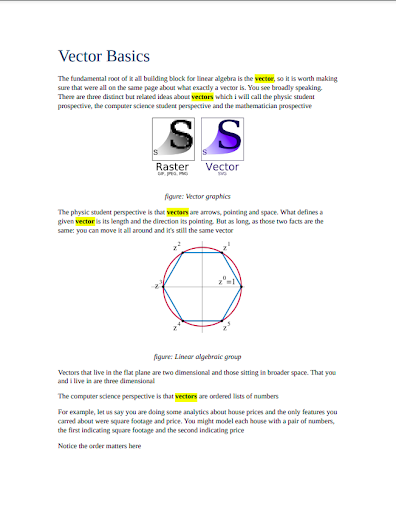 Vector Basics
The fundamental root of it all building block for linear algebra is the vector, so it is worth making
sure that were all on the same page about what exactly a vector is. You see broadly speaking.
There are three distinct but related ideas about vectors which i will call the physic student
prospective, the computer science student perspective and the mathematician prospective
S S
S S
Raster Vector
GIF, JPEG, PNG SVG
figure: Vector graphics
The physic student perspective is that vectors are arrows, pointing and space. What defines a
given vector is its length and the direction its pointing. But as long, as those two facts are the
same: you can move it all around and it's still the same vector
z² z¹
z³ z⁰=1
z⁴ z⁵
figure: Linear algebraic group
Vectors that live in the flat plane are two dimensional and those sitting in broader space. That you
and i live in are three dimensional
The computer science perspective is that vectors are ordered lists of numbers
For example, let us say you are doing some analytics about house prices and the only features you
carred about were square footage and price. You might model each house with a pair of numbers,
the first indicating square footage and the second indicating price
Notice the order matters here